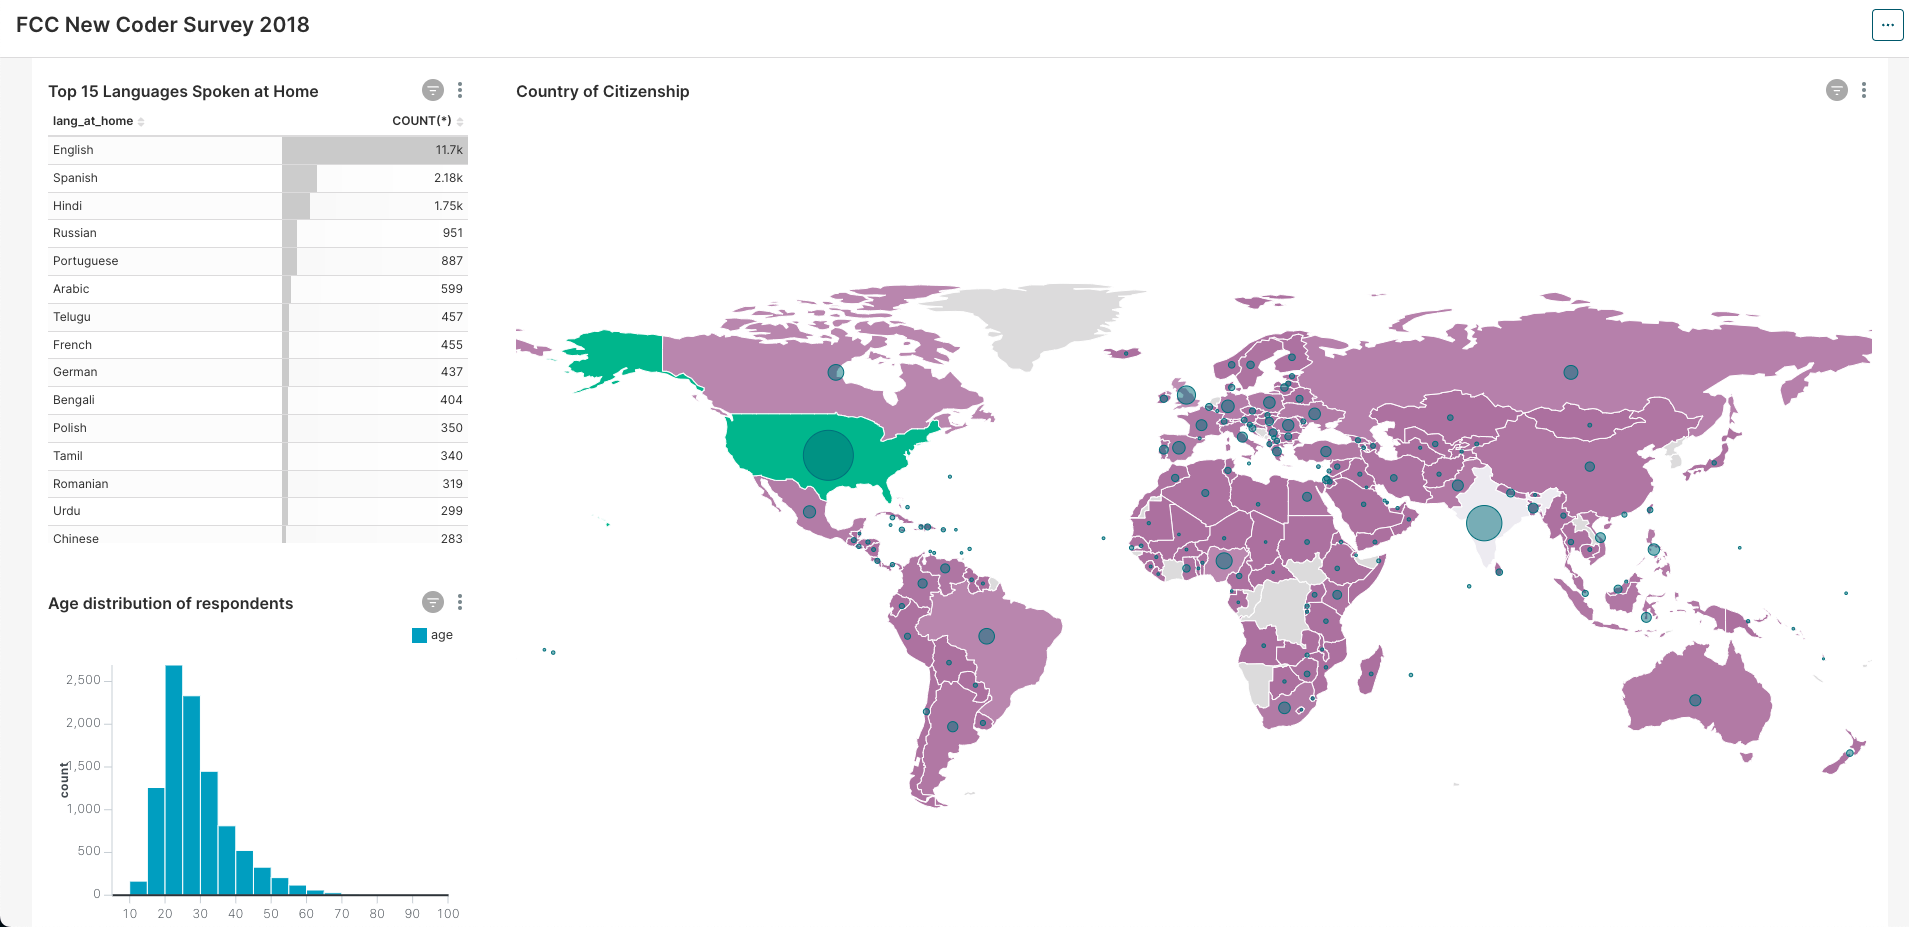 FCC New Coder Survey 2018
Top 15 Languages Spoken at Home
lang_at_home COUNT(*)
English 11.7k
Spanish 2.18k
Hindi 1.75k
Russian 951
Portuguese 887
Arabic 599
Telugu 457
French 455
German 437
Bengali 404
Polish 350
Tamil 340
Romanian 319
Urdu 299
Chinese 283
Country of Citizenship
Age distribution of respondents
age
count
2,500
2,000
1,500
1,000
500
0
10 20 30 40 50 60 70 80 90 100